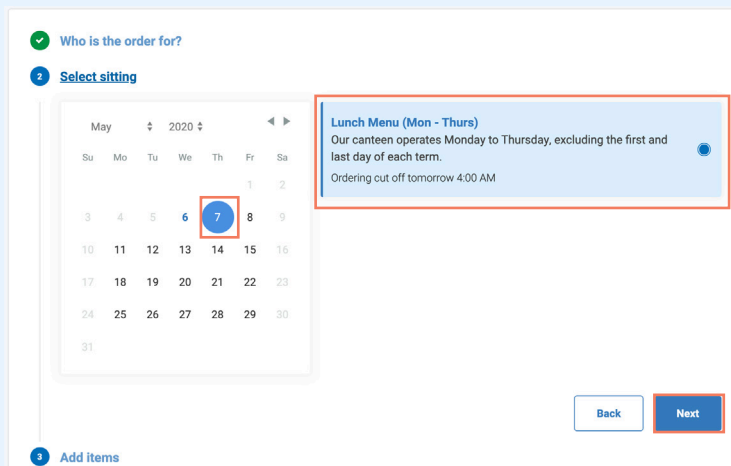 Who is the order for?
2 Select sitting
May 2020
Su Mo Tu We Th Fr Sa
1 2
3 4 5 6 7 8 9
10 11 12 13 14 15 16
17 18 19 20 21 22 23
24 25 26 27 28 29 30
31
Lunch Menu (Mon - Thurs)
Our canteen operates Monday to Thursday, excluding the first and
last day of each term.
Ordering cut off tomorrow 4:00 AM
Back Next
3 Add items